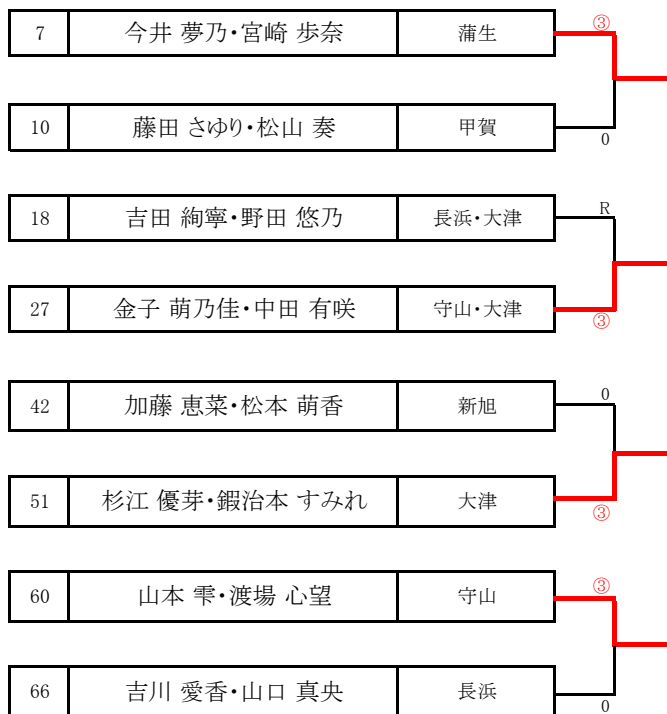 ③
7 今井 夢乃・宮崎 歩奈 蒲生
10 藤田 さゆり・松山 奏 甲賀
0
R
18 吉田 絢寧・野田 悠乃 長浜・大津
27 金子 萌乃佳・中田 有咲 守山・大津
③
0
42 加藤 恵菜・松本 萌香 新旭
51 杉江 優芽・鍜治本 すみれ 大津
③
③
60 山本 雫・渡場 心望 守山
66 吉川 愛香・山口 真央 長浜
0